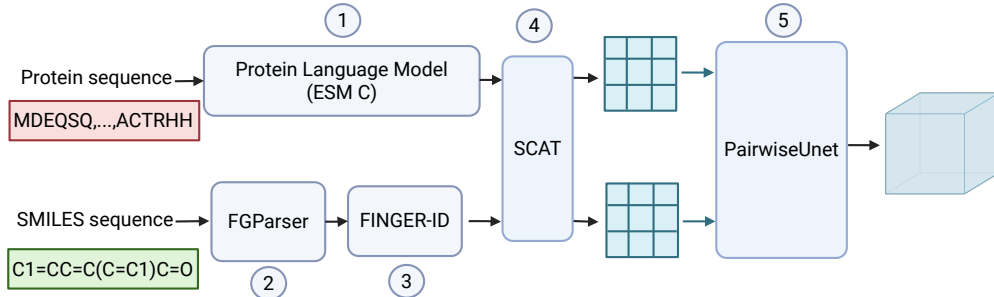 1
4
5
Protein sequence
Protein Language Model
(ESM C)
MDEQSQ,...,ACTRHH
SCAT
PairwiseUnet
SMILES sequence
FGParser
FINGER-ID
C1=CC=C(C=C1)C=O
2
3